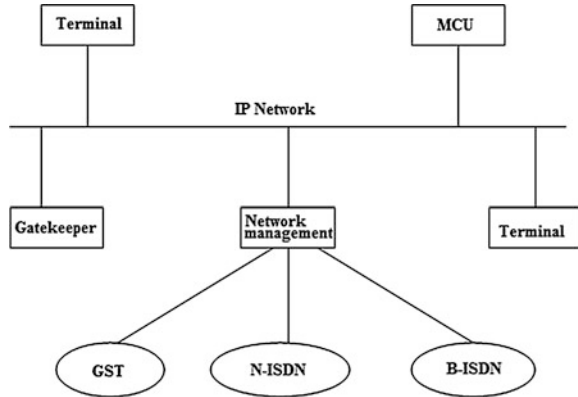 Terminal
MCU
IP Network
Gatekeeper
Network
management
Terminal
GST
N-ISDN
B-ISDN